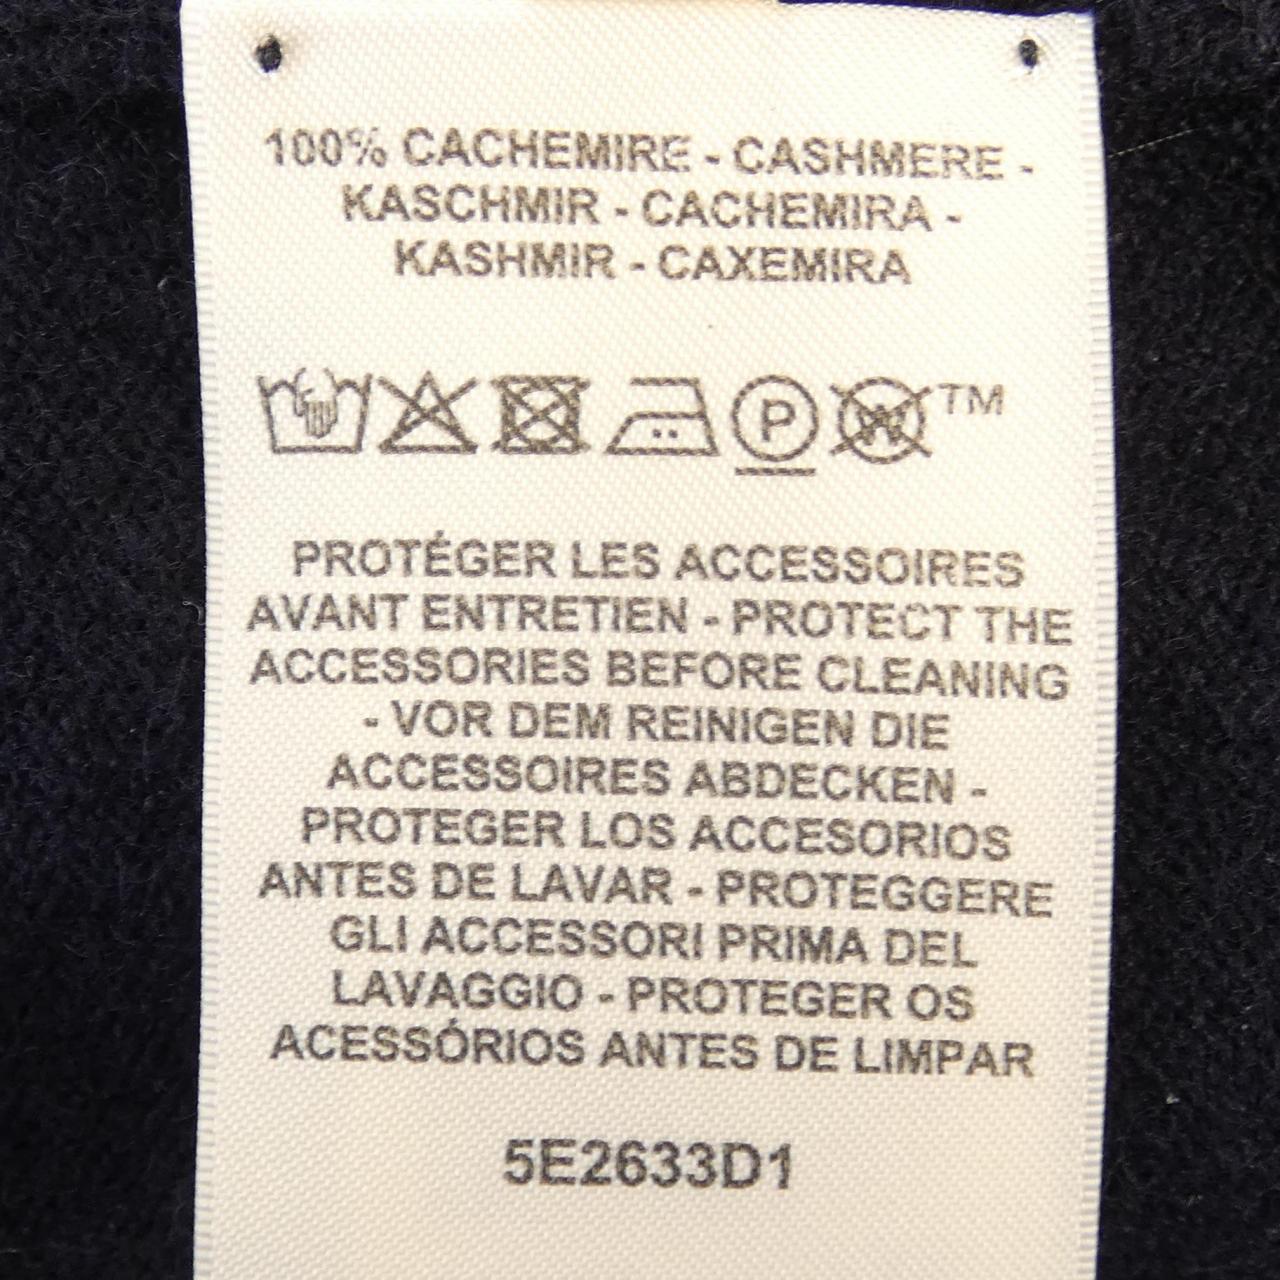 100% CACHEMIRE - CASHMERE -
KASCHMIR - CACHEMIRA -
KASHMIR - CAXEMIRA
P W TM
PROTÉGER LES ACCESSOIRES
AVANT ENTRETIEN - PROTECT THE
ACCESSORIES BEFORE CLEANING
- VOR DEM REINIGEN DIE
ACCESSOIRES ABDECKEN -
PROTEGER LOS ACCESORIOS
ANTES DE LAVAR - PROTEGGERE
GLI ACCESSORI PRIMA DEL
LAVAGGIO - PROTEGER OS
ACESSÓRIOS ANTES DE LIMPAR
5E2633D1